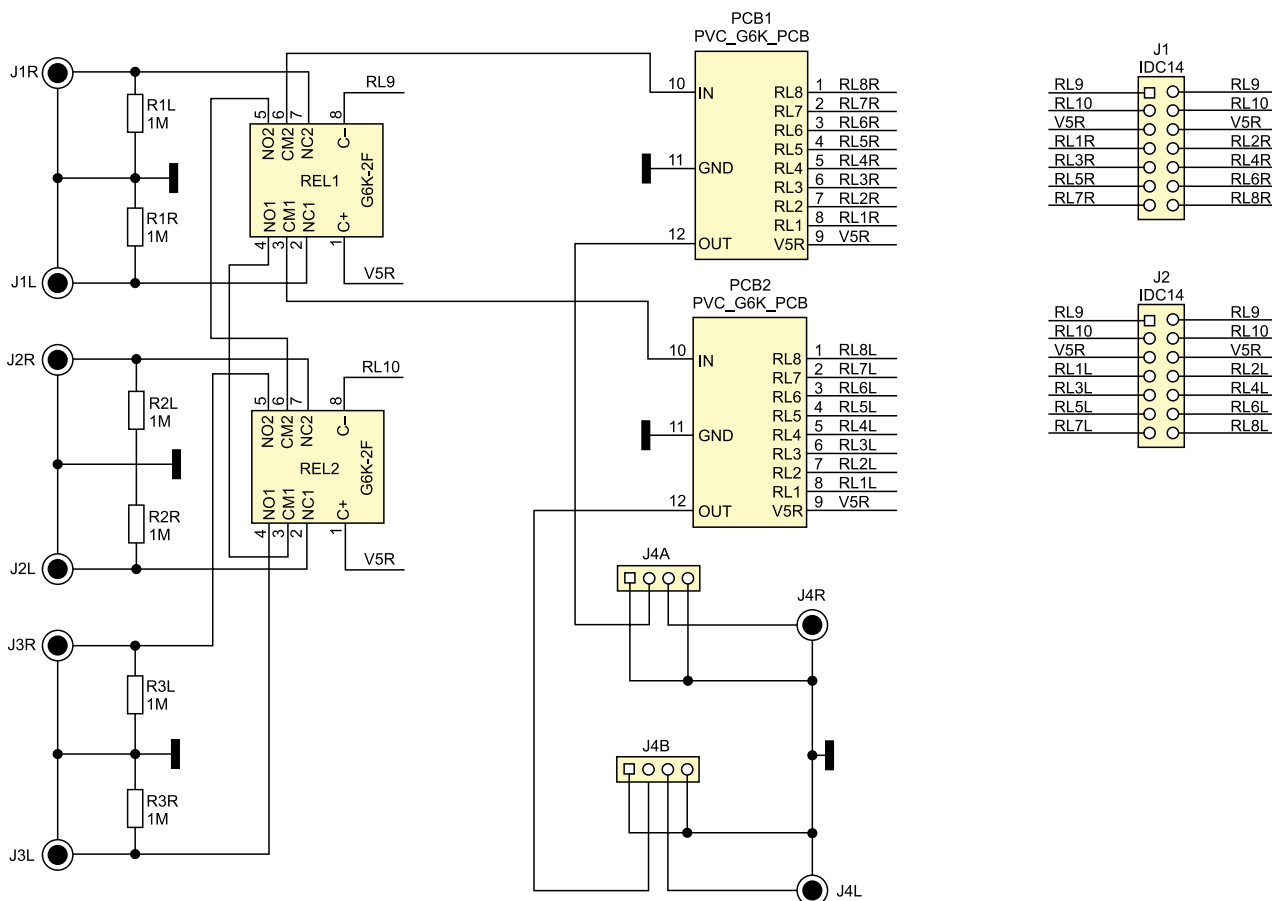 J1R
R1L
1M
R1R
1M
J1L
5 6 7 8
NO2 CM2 NC2 C−
REL1
G6K-2F
NO1 CM1 NC1 C+
4 3 2 1
RL9
V5R
J2R
R2L
1M
R2R
1M
J2L
5 6 7 8
NO2 CM2 NC2 C−
REL2
G6K-2F
NO1 CM1 NC1 C+
4 3 2 1
RL10
V5R
J3R
R3L
1M
R3R
1M
J3L
PCB1
PVC_G6K_PCB
10 IN
11 GND
12 OUT
RL8 1 RL8R
RL7 2 RL7R
RL6 3 RL6R
RL5 4 RL5R
RL4 5 RL4R
RL3 6 RL3R
RL2 7 RL2R
RL1 8 RL1R
V5R 9 V5R
PCB2
PVC_G6K_PCB
10 IN
11 GND
12 OUT
RL8 1 RL8L
RL7 2 RL7L
RL6 3 RL6L
RL5 4 RL5L
RL4 5 RL4L
RL3 6 RL3L
RL2 7 RL2L
RL1 8 RL1L
V5R 9 V5R
J4A
J4R
J4B
J4L
J1
IDC14
RL9 RL9
RL10 RL10
V5R V5R
RL1R RL2R
RL3R RL4R
RL5R RL6R
RL7R RL8R
J2
IDC14
RL9 RL9
RL10 RL10
V5R V5R
RL1L RL2L
RL3L RL4L
RL5L RL6L
RL7L RL8L